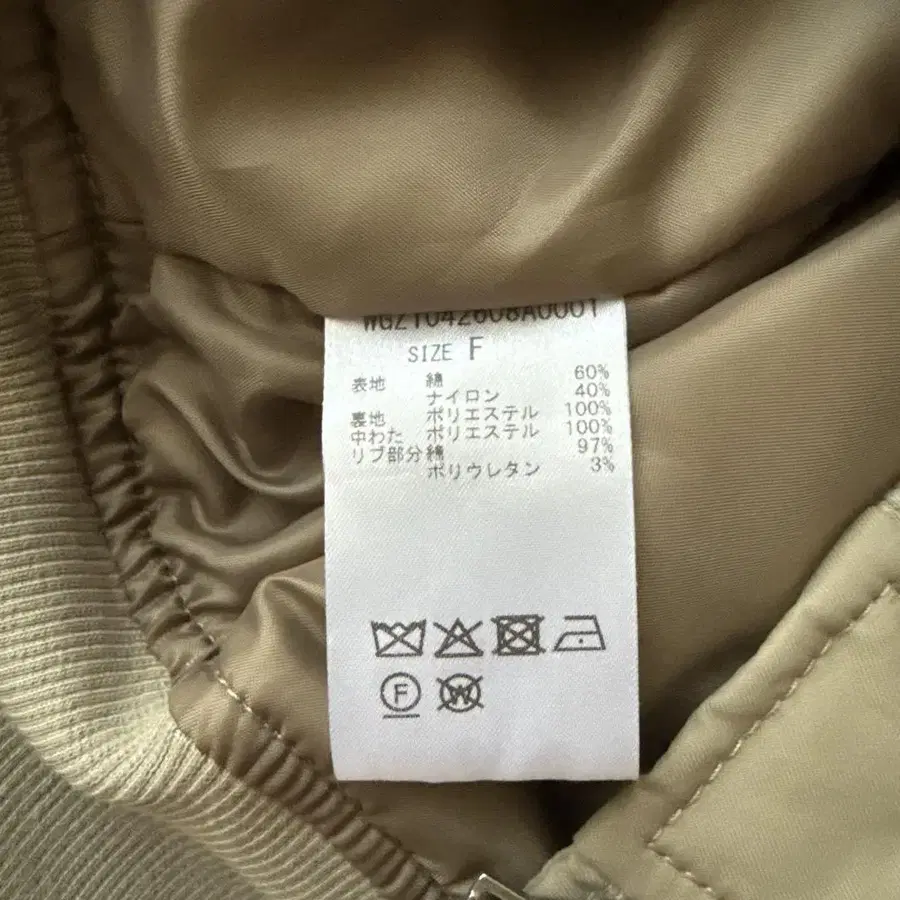 WGZ1042608A0001
SIZE F
表地 綿 60%
ナイロン 40%
裏地 ポリエステル 100%
中わた ポリエステル 100%
リブ部分 綿 97%
ポリウレタン 3%
F W